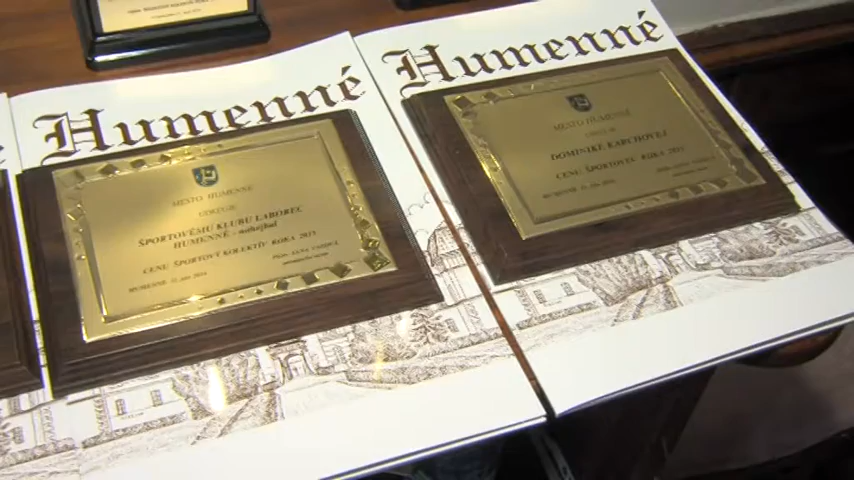 Humenné
MESTO HUMENNÉ
UDEĽUJE
ŠPORTOVÉMU KLUBU LABOREC
HUMENNÉ - nohejbal
CENU ŠPORTOVÝ KOLEKTÍV ROKA 2013
Humenné
MESTO HUMENNÉ
UDEĽUJE
DOMINIKE KARCHOVEJ
CENU ŠPORTOVEC ROKA 2013